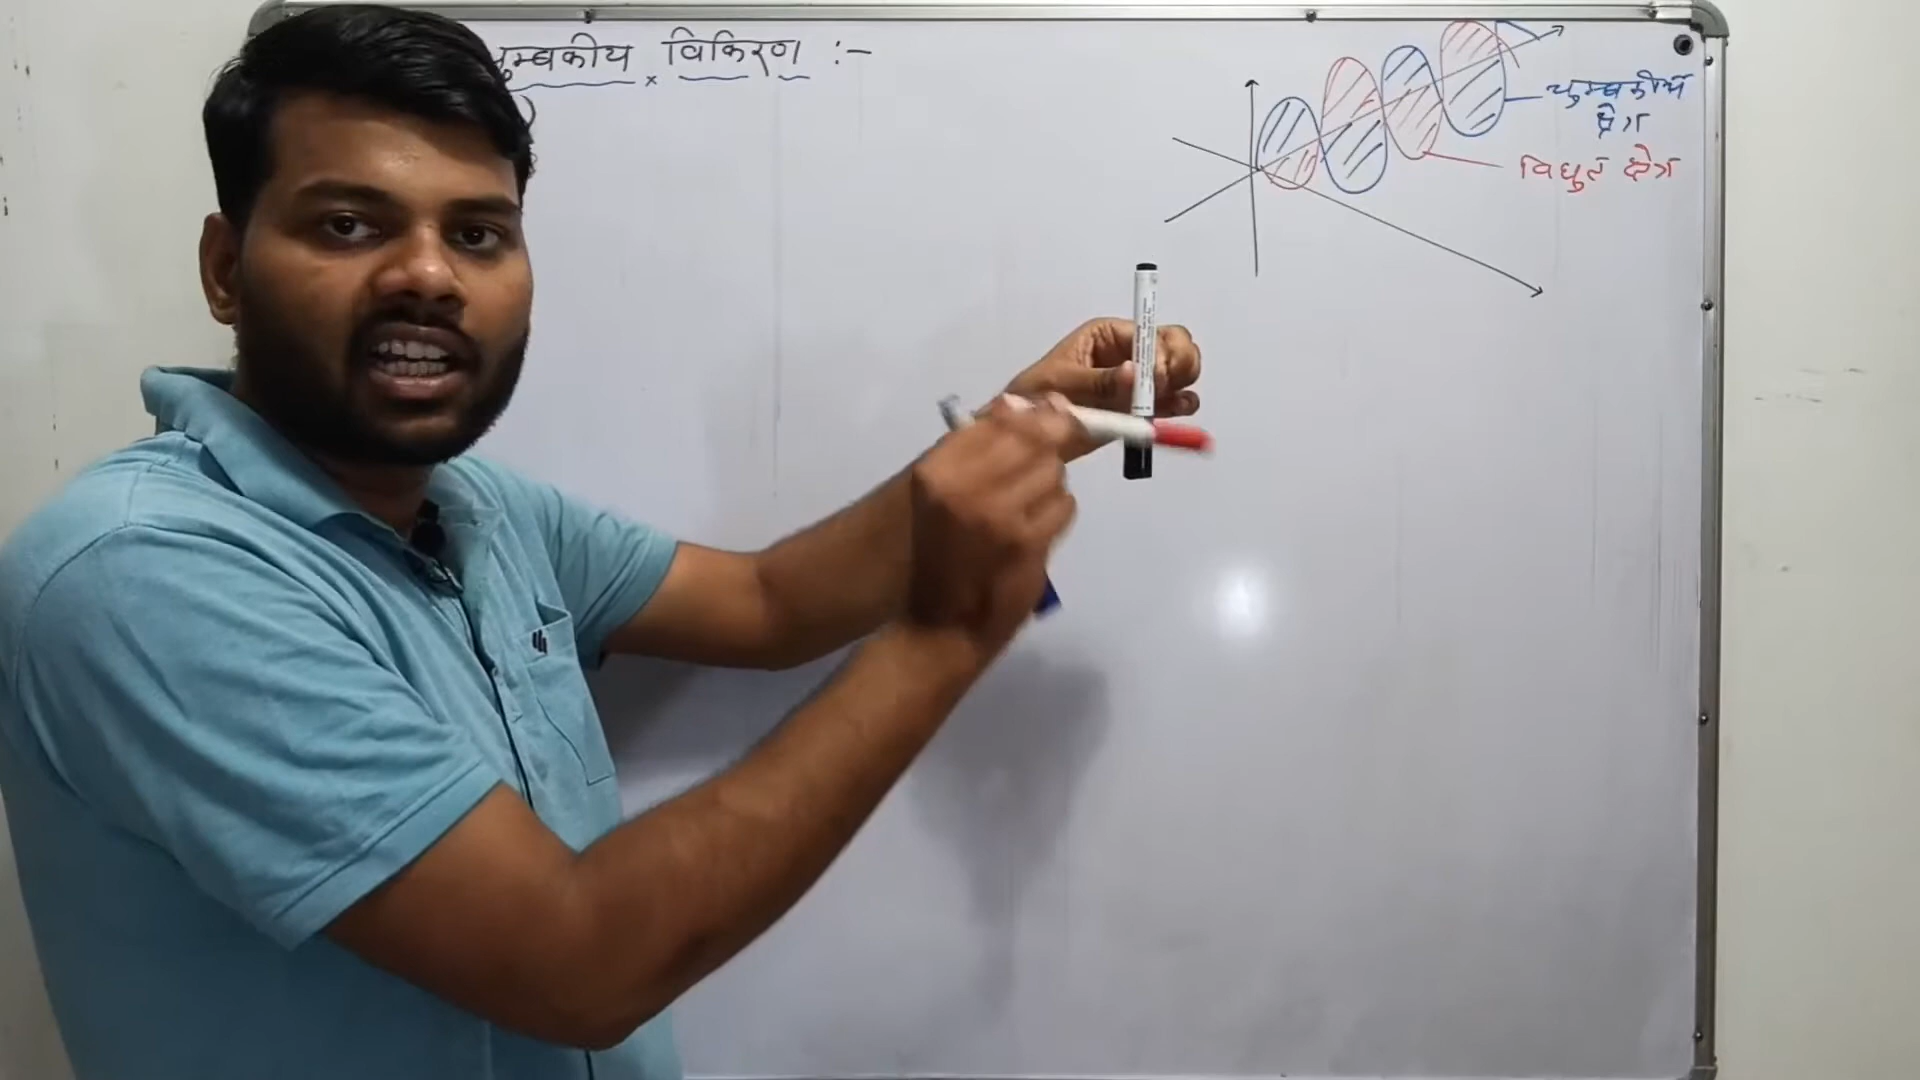 चुम्बकीय विकिरण :-
)
चुम्बकीय
क्षेत्र
विद्युत क्षेत्र